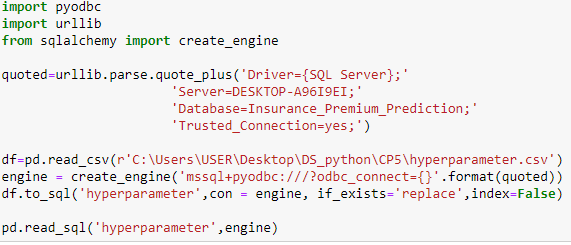 import pyodbc
import urllib
from sqlalchemy import create_engine
quoted=urllib.parse.quote_plus('Driver={SQL Server};'
'Server=DESKTOP-A96I9EI;'
'Database=Insurance_Premium_Prediction;'
'Trusted_Connection=yes;')
df=pd.read_csv(r'C:\Users\USER\Desktop\DS_python\CP5\hyperparameter.csv')
engine = create_engine('mssql+pyodbc:///?odbc_connect={}'.format(quoted))
df.to_sql('hyperparameter',con = engine, if_exists='replace',index=False)
pd.read_sql('hyperparameter',engine)